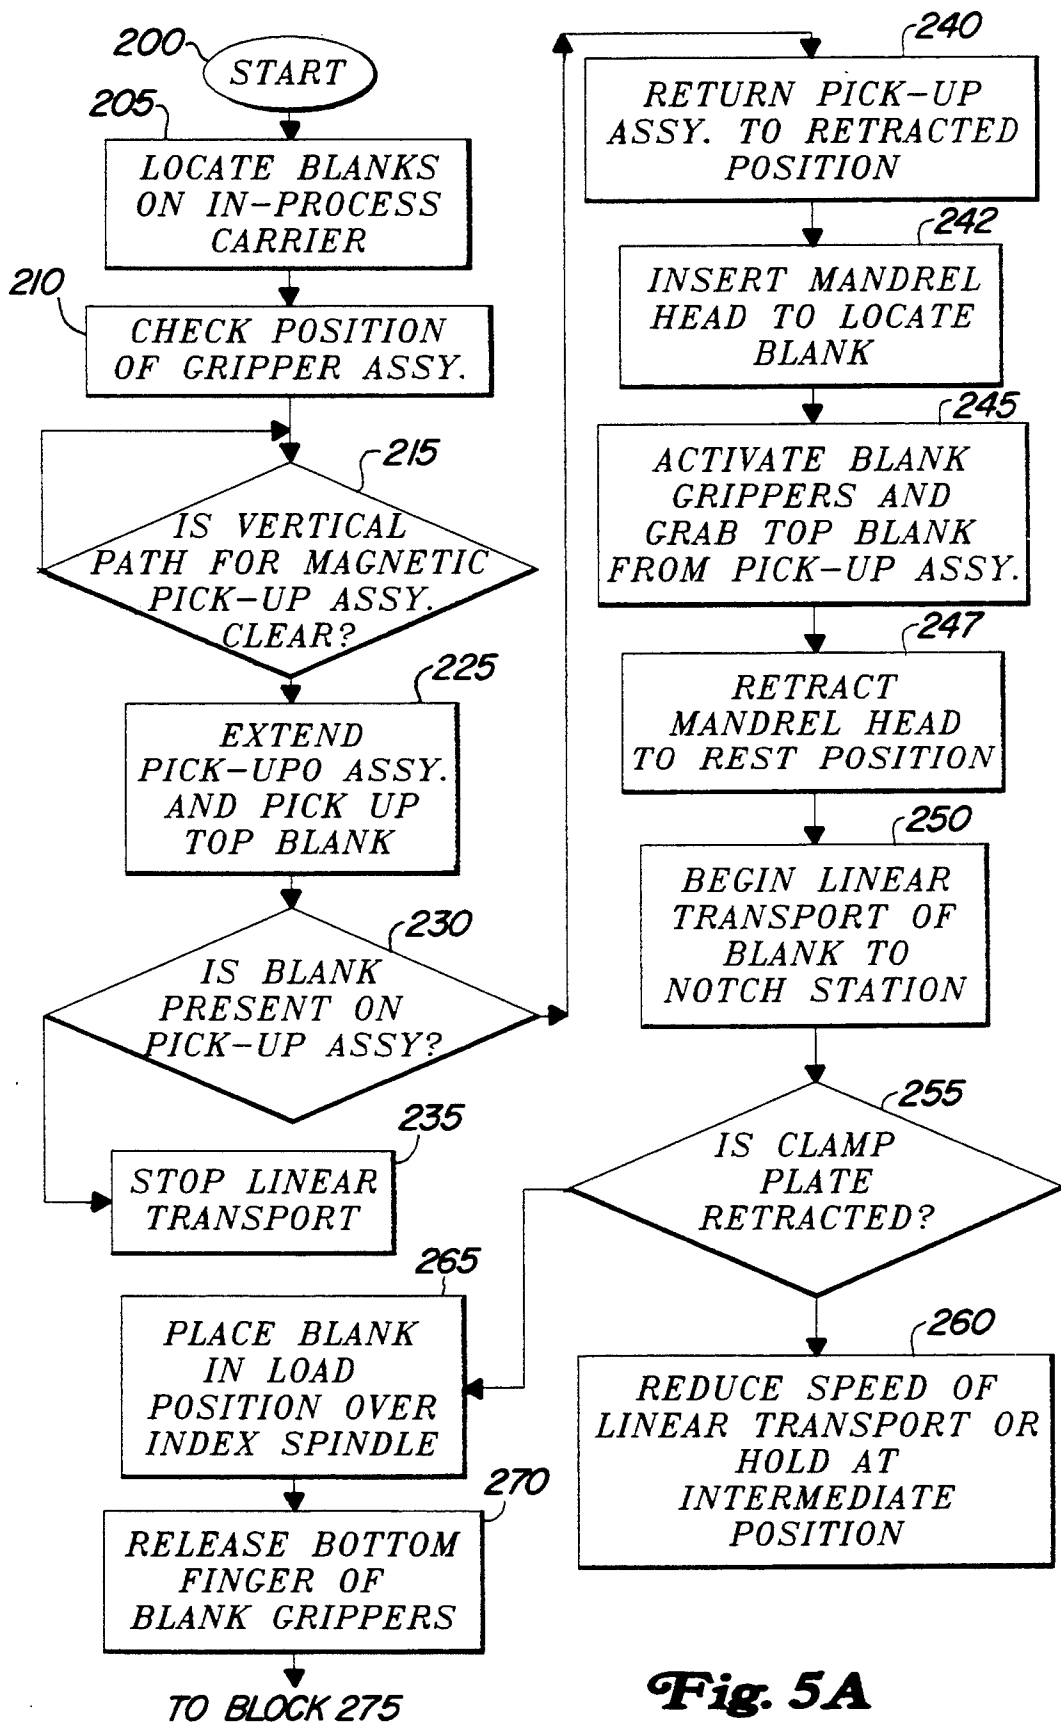 200
START
205
LOCATE BLANKS
ON IN-PROCESS
CARRIER
210
CHECK POSITION
OF GRIPPER ASSY.
215
IS VERTICAL
PATH FOR MAGNETIC
PICK-UP ASSY.
CLEAR?
225
EXTEND
PICK-UPO ASSY.
AND PICK UP
TOP BLANK
230
IS BLANK
PRESENT ON
PICK-UP ASSY?
235
STOP LINEAR
TRANSPORT
240
RETURN PICK-UP
ASSY. TO RETRACTED
POSITION
242
INSERT MANDREL
HEAD TO LOCATE
BLANK
245
ACTIVATE BLANK
GRIPPERS AND
GRAB TOP BLANK
FROM PICK-UP ASSY.
247
RETRACT
MANDREL HEAD
TO REST POSITION
250
BEGIN LINEAR
TRANSPORT OF
BLANK TO
NOTCH STATION
255
IS CLAMP
PLATE
RETRACTED?
260
REDUCE SPEED OF
LINEAR TRANSPORT OR
HOLD AT
INTERMEDIATE
POSITION
265
PLACE BLANK
IN LOAD
POSITION OVER
INDEX SPINDLE
270
RELEASE BOTTOM
FINGER OF
BLANK GRIPPERS
TO BLOCK 275
Fig. 5A